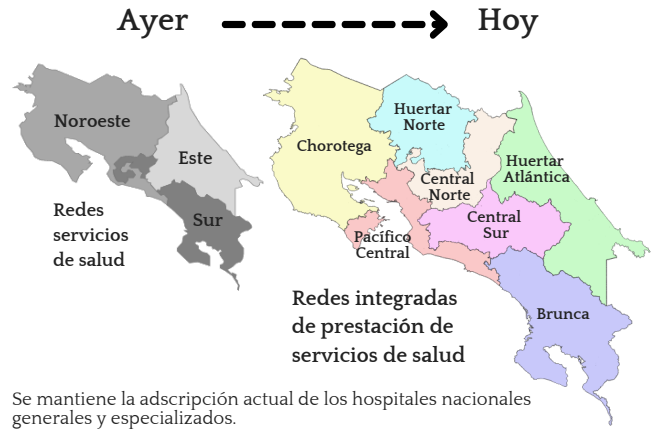 Ayer
Hoy
Noroeste
Este
Sur
Redes
servicios
de salud
Chorotega
Huertar
Norte
Central
Norte
Huertar
Atlántica
Central
Sur
Pacífico
Central
Brunca
Redes integradas
de prestación de
servicios de salud
Se mantiene la adscripción actual de los hospitales nacionales
generales y especializados.